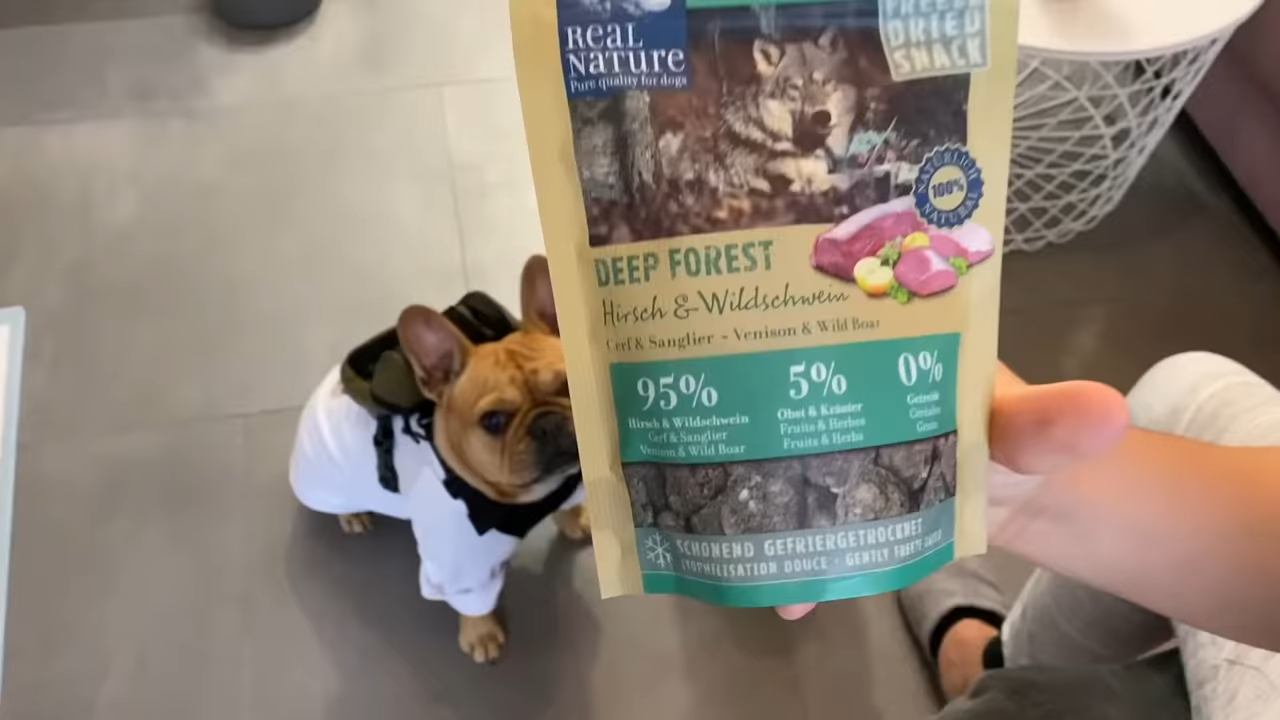 REAL
NATURE
Pure quality for dogs
FREEZE
DRIED
SNACK
NATÜRLICH
100%
NATURAL
DEEP FOREST
Hirsch & Wildschwein
Cerf & Sanglier - Venison & Wild Boar
95%
Hirsch & Wildschwein
Cerf & Sanglier
Venison & Wild Boar
5%
Obst & Kräuter
Fruits & Herbes
Fruits & Herbs
0%
Getreide
Céréales
Grain
SCHONEND GEFRIERGETROCKNET
LYOPHILISATION DOUCE · GENTLY FREEZE DRIED